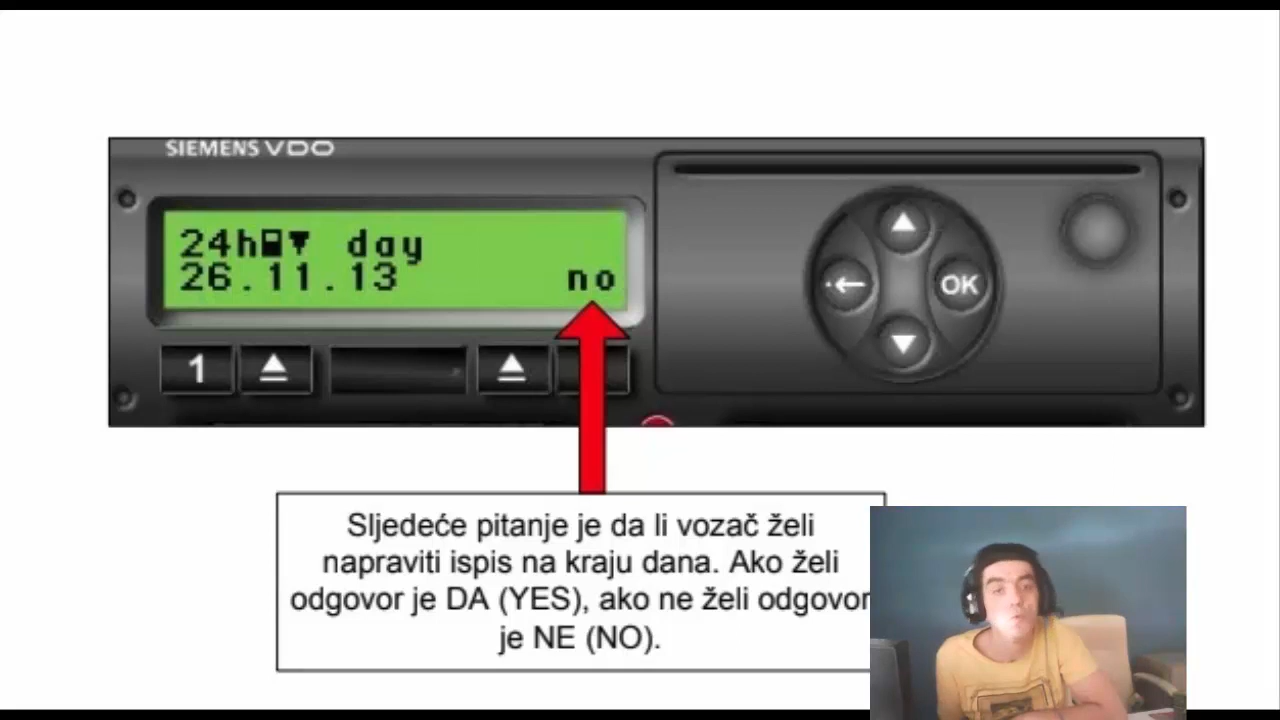 SIEMENS VDO
24h day
26.11.13 no
1
OK
Sljedeće pitanje je da li vozač želi
napraviti ispis na kraju dana. Ako želi
odgovor je DA (YES), ako ne želi odgovor
je NE (NO).